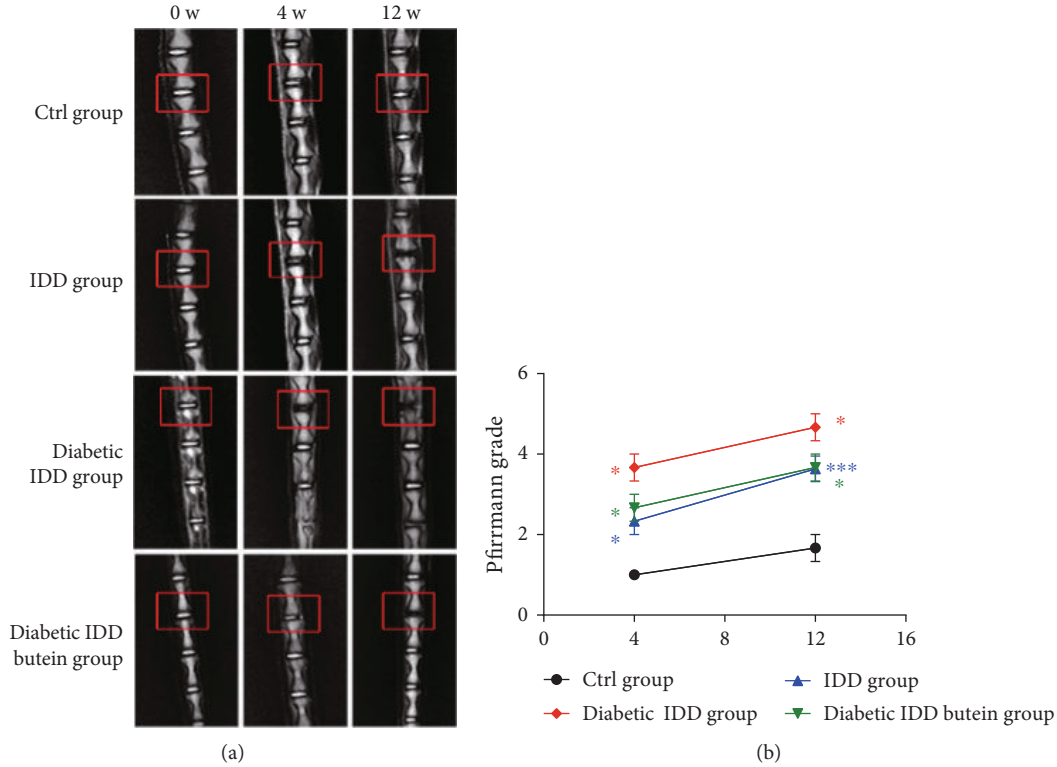 0 w 4 w 12 w
Ctrl group
IDD group
Diabetic
IDD group
Diabetic IDD
butein group
(a)
Pfirrmann grade
6
4
2
0
0 4 8 12 16
*
*
*
*
***
*
Ctrl group
IDD group
Diabetic IDD group
Diabetic IDD butein group
(b)